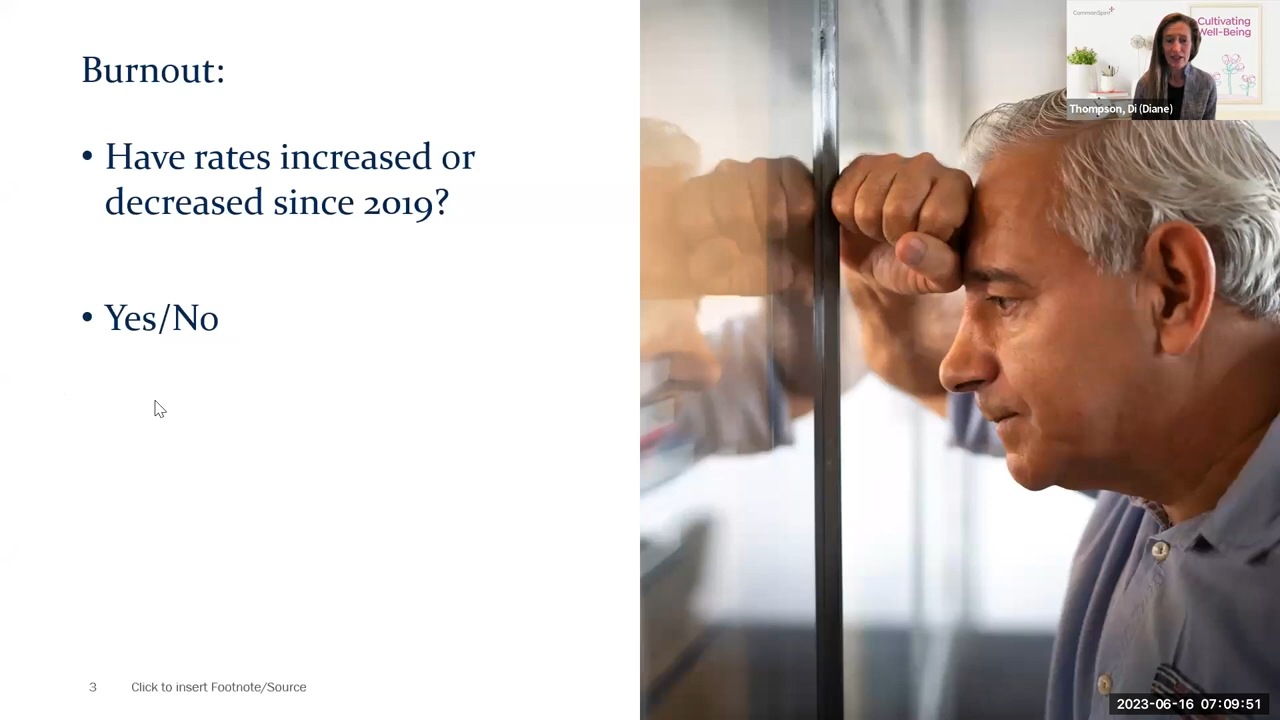 Burnout:
• Have rates increased or
decreased since 2019?
• Yes/No
3 Click to insert Footnote/Source
CommonSpirit
Cultivating
Well-Being
Thompson, Di (Diane)
2023-06-16 07:09:51